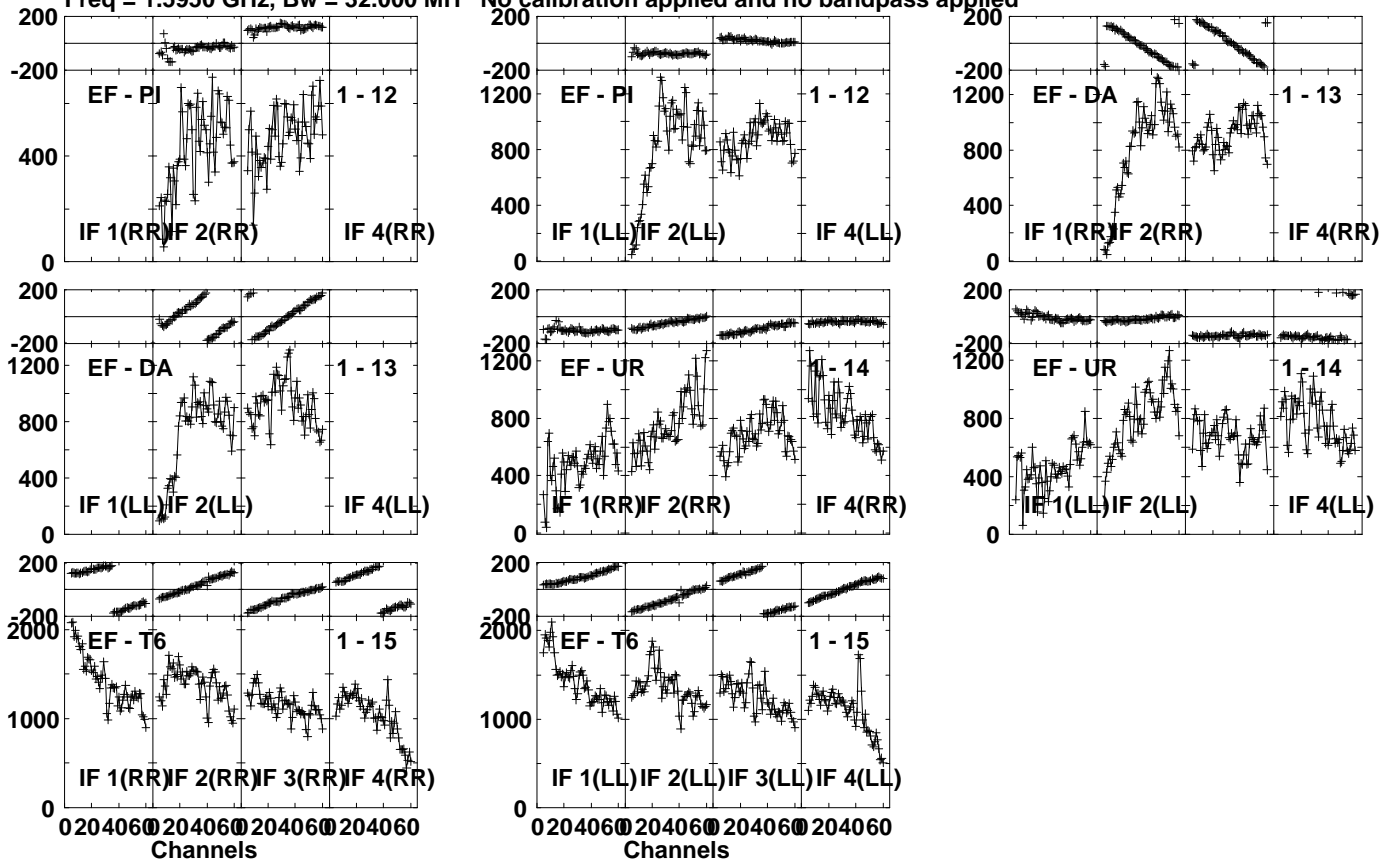 Freq = 1.5950 GHz, Bw = 32.000 MH No calibration applied and no bandpass applied
200
-200
EF - PI
1 - 12
400
0
IF 1(RR)
IF 2(RR)
IF 4(RR)
200
-200
EF - PI
1 - 12
1200
800
400
0
IF 1(LL)
IF 2(LL)
IF 4(LL)
200
-200
EF - DA
1 - 13
1200
800
400
0
IF 1(RR)
IF 2(RR)
IF 4(RR)
200
-200
EF - DA
1 - 13
1200
800
400
0
IF 1(LL)
IF 2(LL)
IF 4(LL)
200
-200
EF - UR
1 - 14
1200
800
400
0
IF 1(RR)
IF 2(RR)
IF 4(RR)
200
-200
EF - UR
1 - 14
1200
800
400
0
IF 1(LL)
IF 2(LL)
IF 4(LL)
200
-200
EF - T6
1 - 15
2000
1000
0
IF 1(RR)
IF 2(RR)
IF 3(RR)
IF 4(RR)
0 20 40 60 0 20 40 60 0 20 40 60 0 20 40 60
Channels
200
-200
EF - T6
1 - 15
2000
1000
0
IF 1(LL)
IF 2(LL)
IF 3(LL)
IF 4(LL)
0 20 40 60 0 20 40 60 0 20 40 60 0 20 40 60
Channels